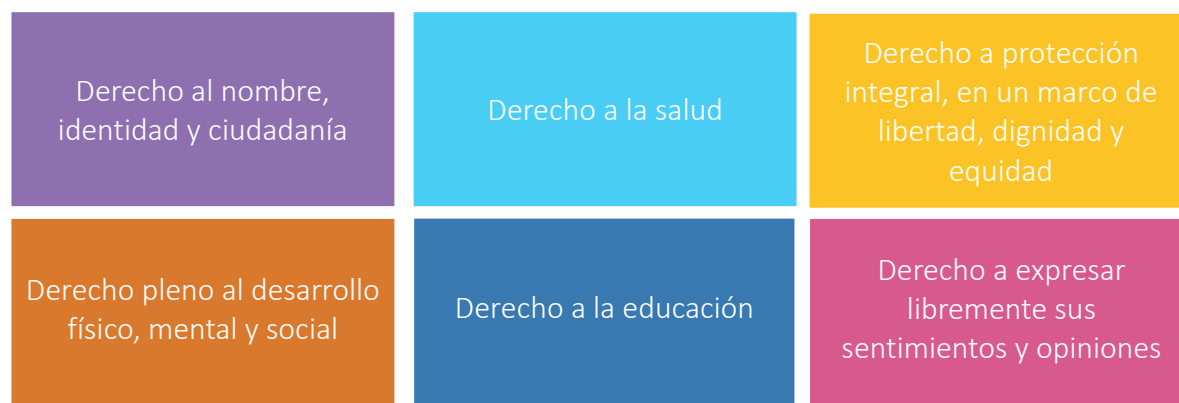 Derecho al nombre,
identidad y ciudadanía
Derecho a la salud
Derecho a protección
integral, en un marco de
libertad, dignidad y
equidad
Derecho pleno al desarrollo
físico, mental y social
Derecho a la educación
Derecho a expresar
libremente sus
sentimientos y opiniones